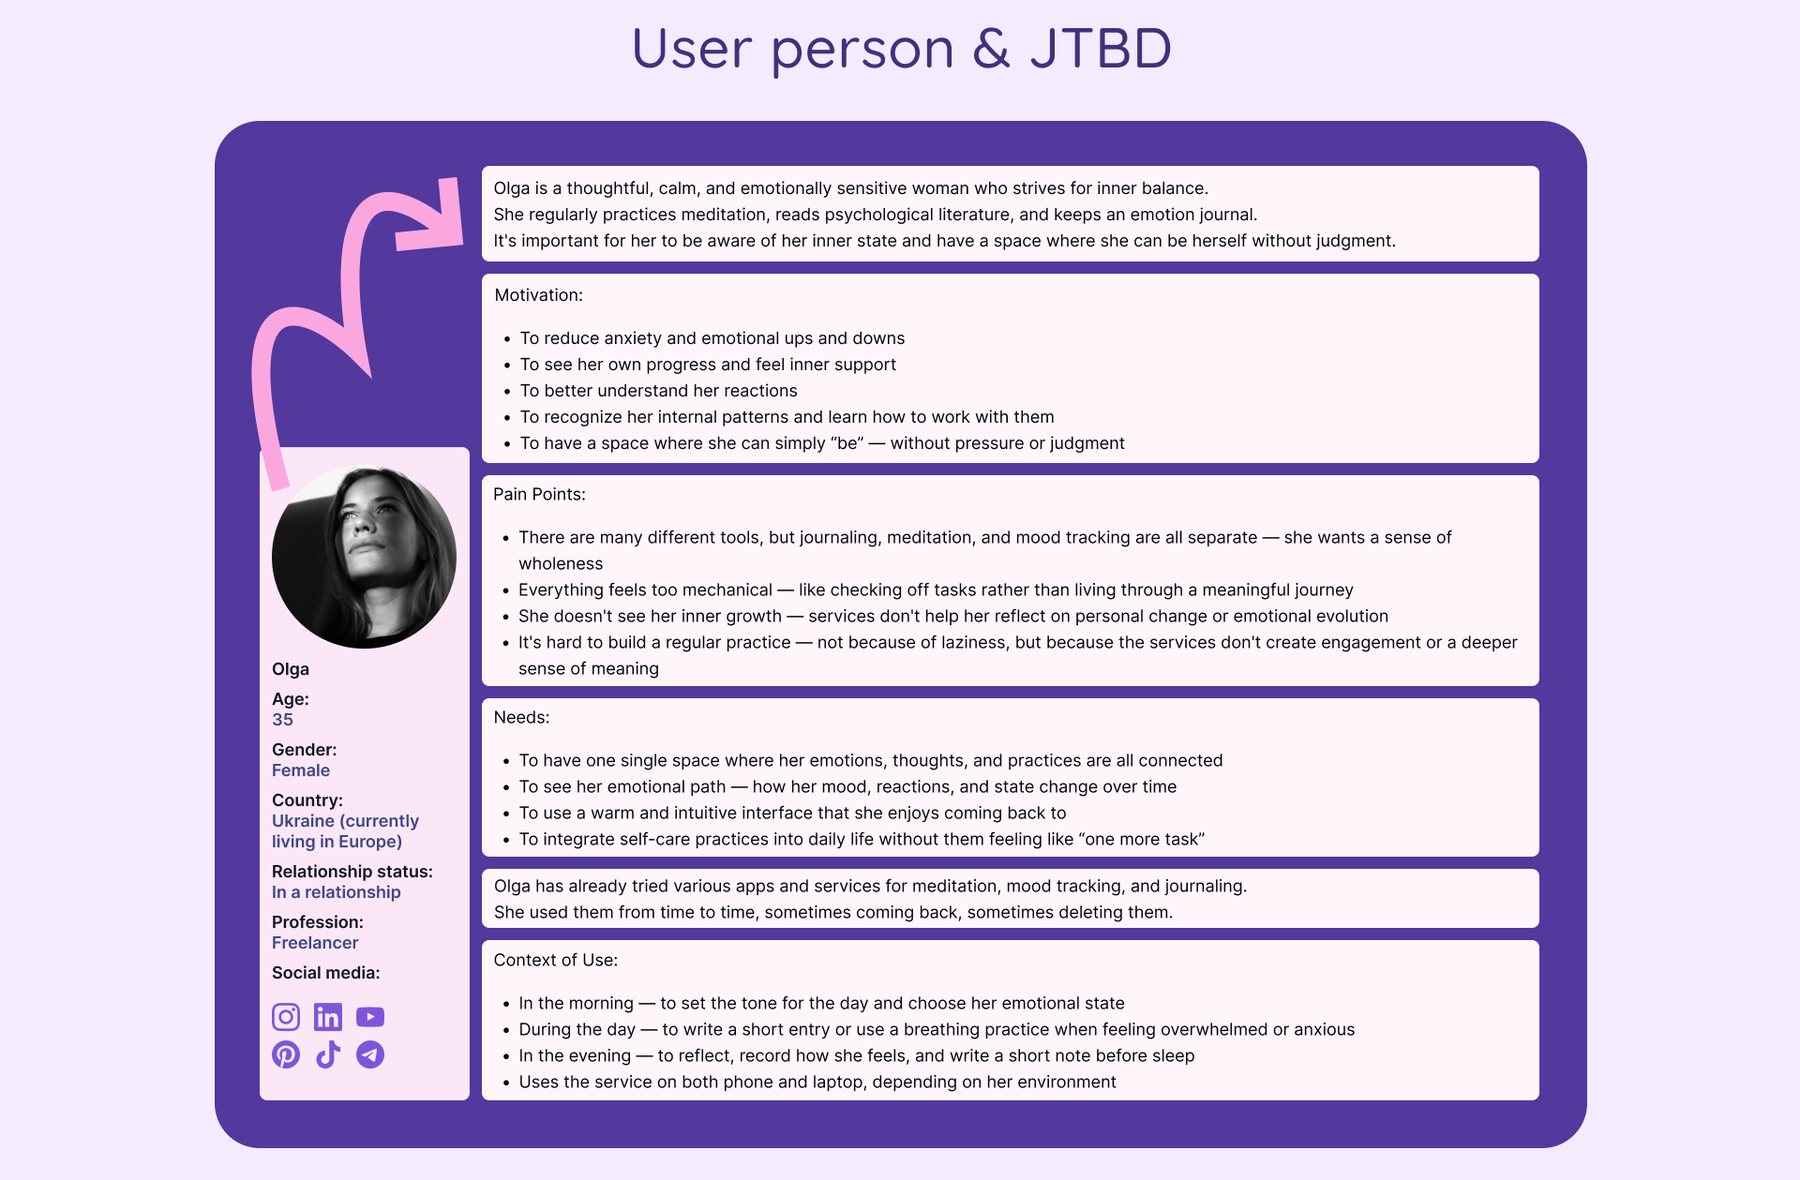 User person & JTBD
Olga is a thoughtful, calm, and emotionally sensitive woman who strives for inner balance.
She regularly practices meditation, reads psychological literature, and keeps an emotion journal.
It's important for her to be aware of her inner state and have a space where she can be herself without judgment.
Motivation:
• To reduce anxiety and emotional ups and downs
• To see her own progress and feel inner support
• To better understand her reactions
• To recognize her internal patterns and learn how to work with them
• To have a space where she can simply “be” — without pressure or judgment
Pain Points:
• There are many different tools, but journaling, meditation, and mood tracking are all separate — she wants a sense of
wholeness
• Everything feels too mechanical — like checking off tasks rather than living through a meaningful journey
• She doesn't see her inner growth — services don't help her reflect on personal change or emotional evolution
• It's hard to build a regular practice — not because of laziness, but because the services don't create engagement or a deeper
sense of meaning
Needs:
• To have one single space where her emotions, thoughts, and practices are all connected
• To see her emotional path — how her mood, reactions, and state change over time
• To use a warm and intuitive interface that she enjoys coming back to
• To integrate self-care practices into daily life without them feeling like “one more task”
Olga has already tried various apps and services for meditation, mood tracking, and journaling.
She used them from time to time, sometimes coming back, sometimes deleting them.
Context of Use:
• In the morning — to set the tone for the day and choose her emotional state
• During the day — to write a short entry or use a breathing practice when feeling overwhelmed or anxious
• In the evening — to reflect, record how she feels, and write a short note before sleep
• Uses the service on both phone and laptop, depending on her environment
Olga
Age:
35
Gender:
Female
Country:
Ukraine (currently
living in Europe)
Relationship status:
In a relationship
Profession:
Freelancer
Social media: